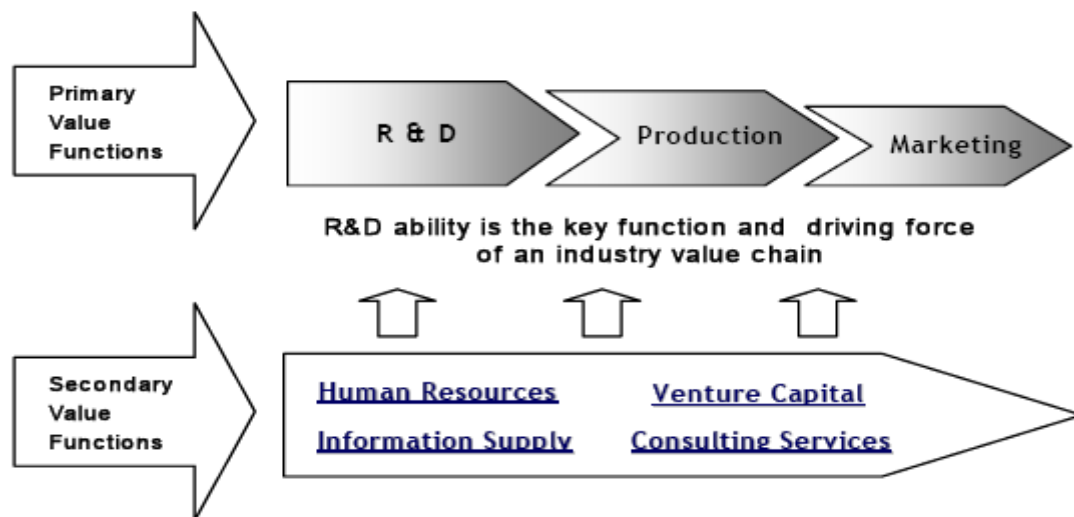 Primary
Value
Functions
R & D
Production
Marketing
R&D ability is the key function and driving force
of an industry value chain
Secondary
Value
Functions
Human Resources
Venture Capital
Information Supply
Consulting Services